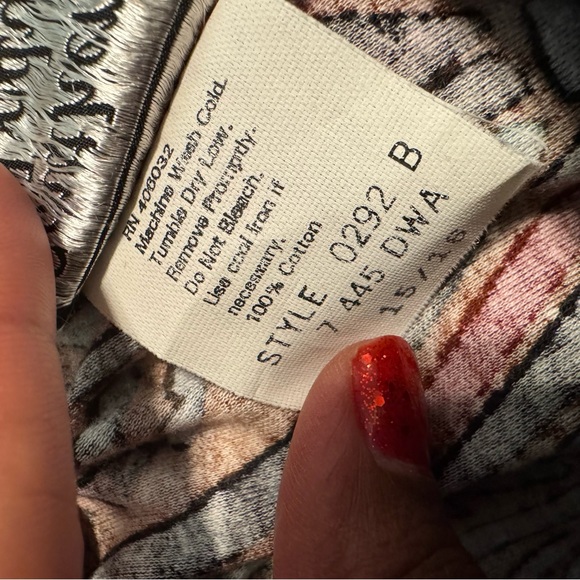 RN 406032
Machine Wash Cold.
Tumble Dry Low.
Remove Promptly.
Do Not Bleach.
Use cool iron if
necessary.
100% Cotton
STYLE 0292 B
7 445 DWA
15/16